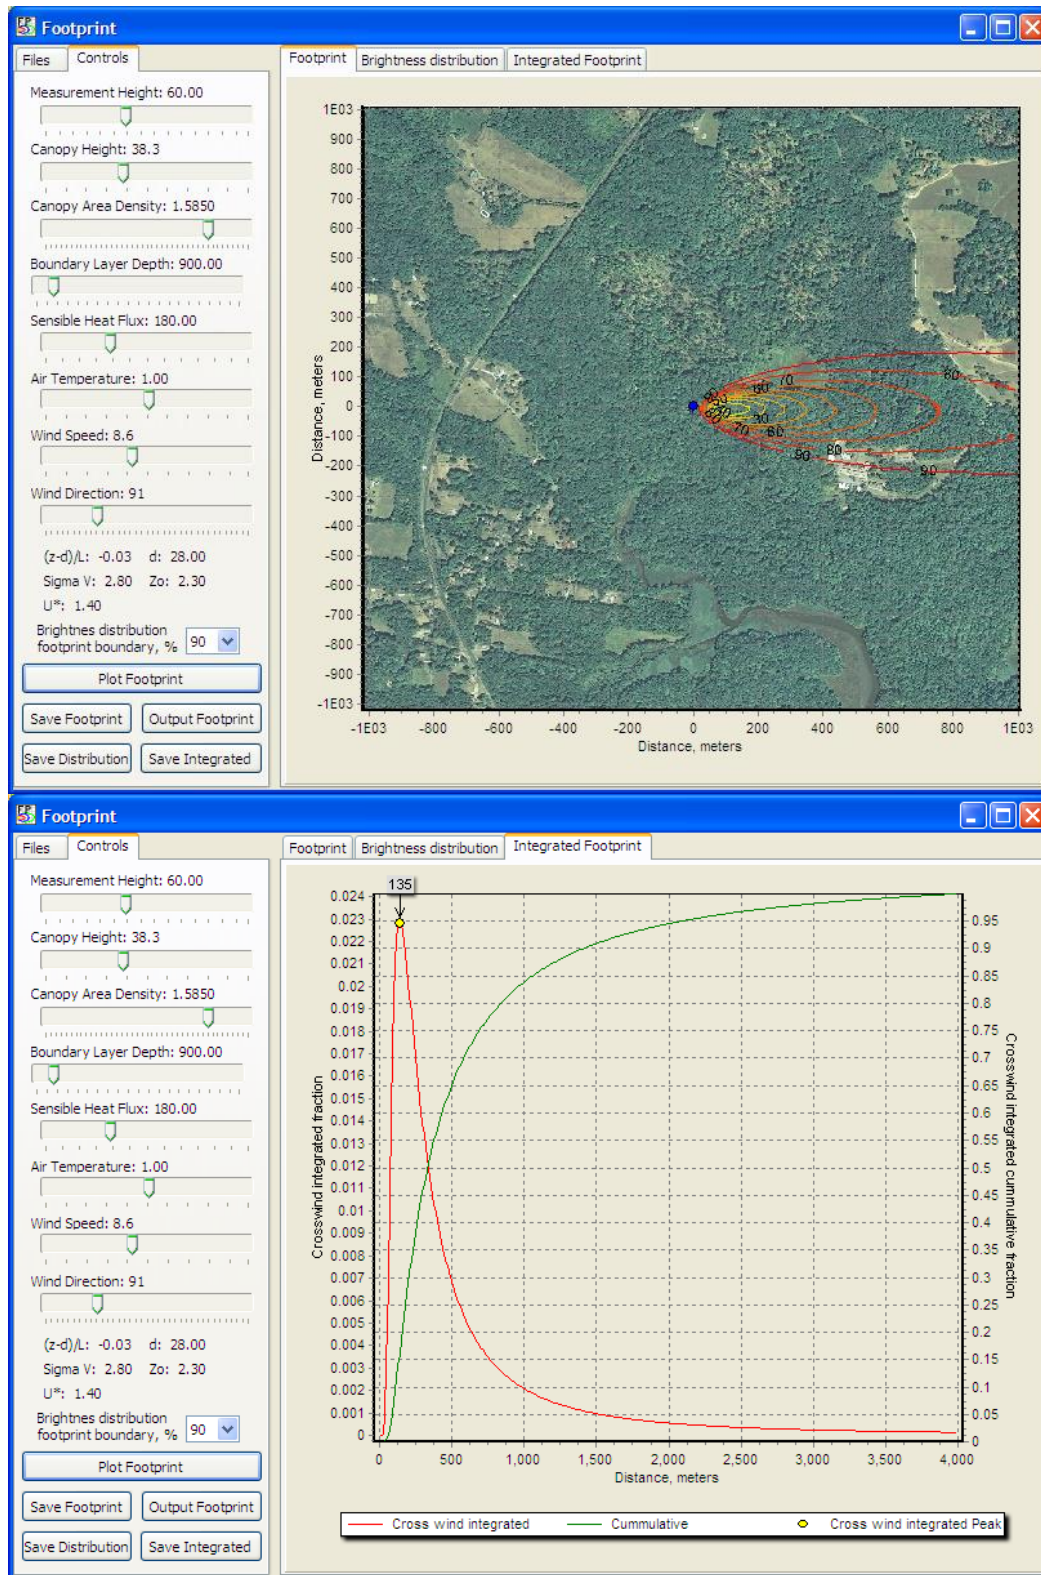 Footprint
Files Controls
Footprint Brightness distribution Integrated Footprint
Measurement Height: 60.00
Canopy Height: 38.3
Canopy Area Density: 1.5850
Boundary Layer Depth: 900.00
Sensible Heat Flux: 180.00
Air Temperature: 1.00
Wind Speed: 8.6
Wind Direction: 91
(z-d)/L: -0.03 d: 28.00
Sigma V: 2.80 Zo: 2.30
U*: 1.40
Brightnes distribution
footprint boundary, % 90
Plot Footprint
Save Footprint Output Footprint
Save Distribution Save Integrated
1E03
900
800
700
600
500
400
300
200
100
0
-100
-200
-300
-400
-500
-600
-700
-800
-900
-1E03
Distance, meters
-1E03 -800 -600 -400 -200 0 200 400 600 800 1E03
Distance, meters
60 70 80
30
70 60 80
90 90
Footprint
Files Controls
Footprint Brightness distribution Integrated Footprint
Measurement Height: 60.00
Canopy Height: 38.3
Canopy Area Density: 1.5850
Boundary Layer Depth: 900.00
Sensible Heat Flux: 180.00
Air Temperature: 1.00
Wind Speed: 8.6
Wind Direction: 91
(z-d)/L: -0.03 d: 28.00
Sigma V: 2.80 Zo: 2.30
U*: 1.40
Brightnes distribution
footprint boundary, % 90
Plot Footprint
Save Footprint Output Footprint
Save Distribution Save Integrated
135
0.024
0.023
0.022
0.021
0.02
0.019
0.018
0.017
0.016
0.015
0.014
0.013
0.012
0.011
0.01
0.009
0.008
0.007
0.006
0.005
0.004
0.003
0.002
0.001
0
Crosswind integrated fraction
0.95
0.9
0.85
0.8
0.75
0.7
0.65
0.6
0.55
0.5
0.45
0.4
0.35
0.3
0.25
0.2
0.15
0.1
0.05
0
Crosswind integrated cummulative fraction
0 500 1,000 1,500 2,000 2,500 3,000 3,500 4,000
Distance, meters
Cross wind integrated Cummulative Cross wind integrated Peak